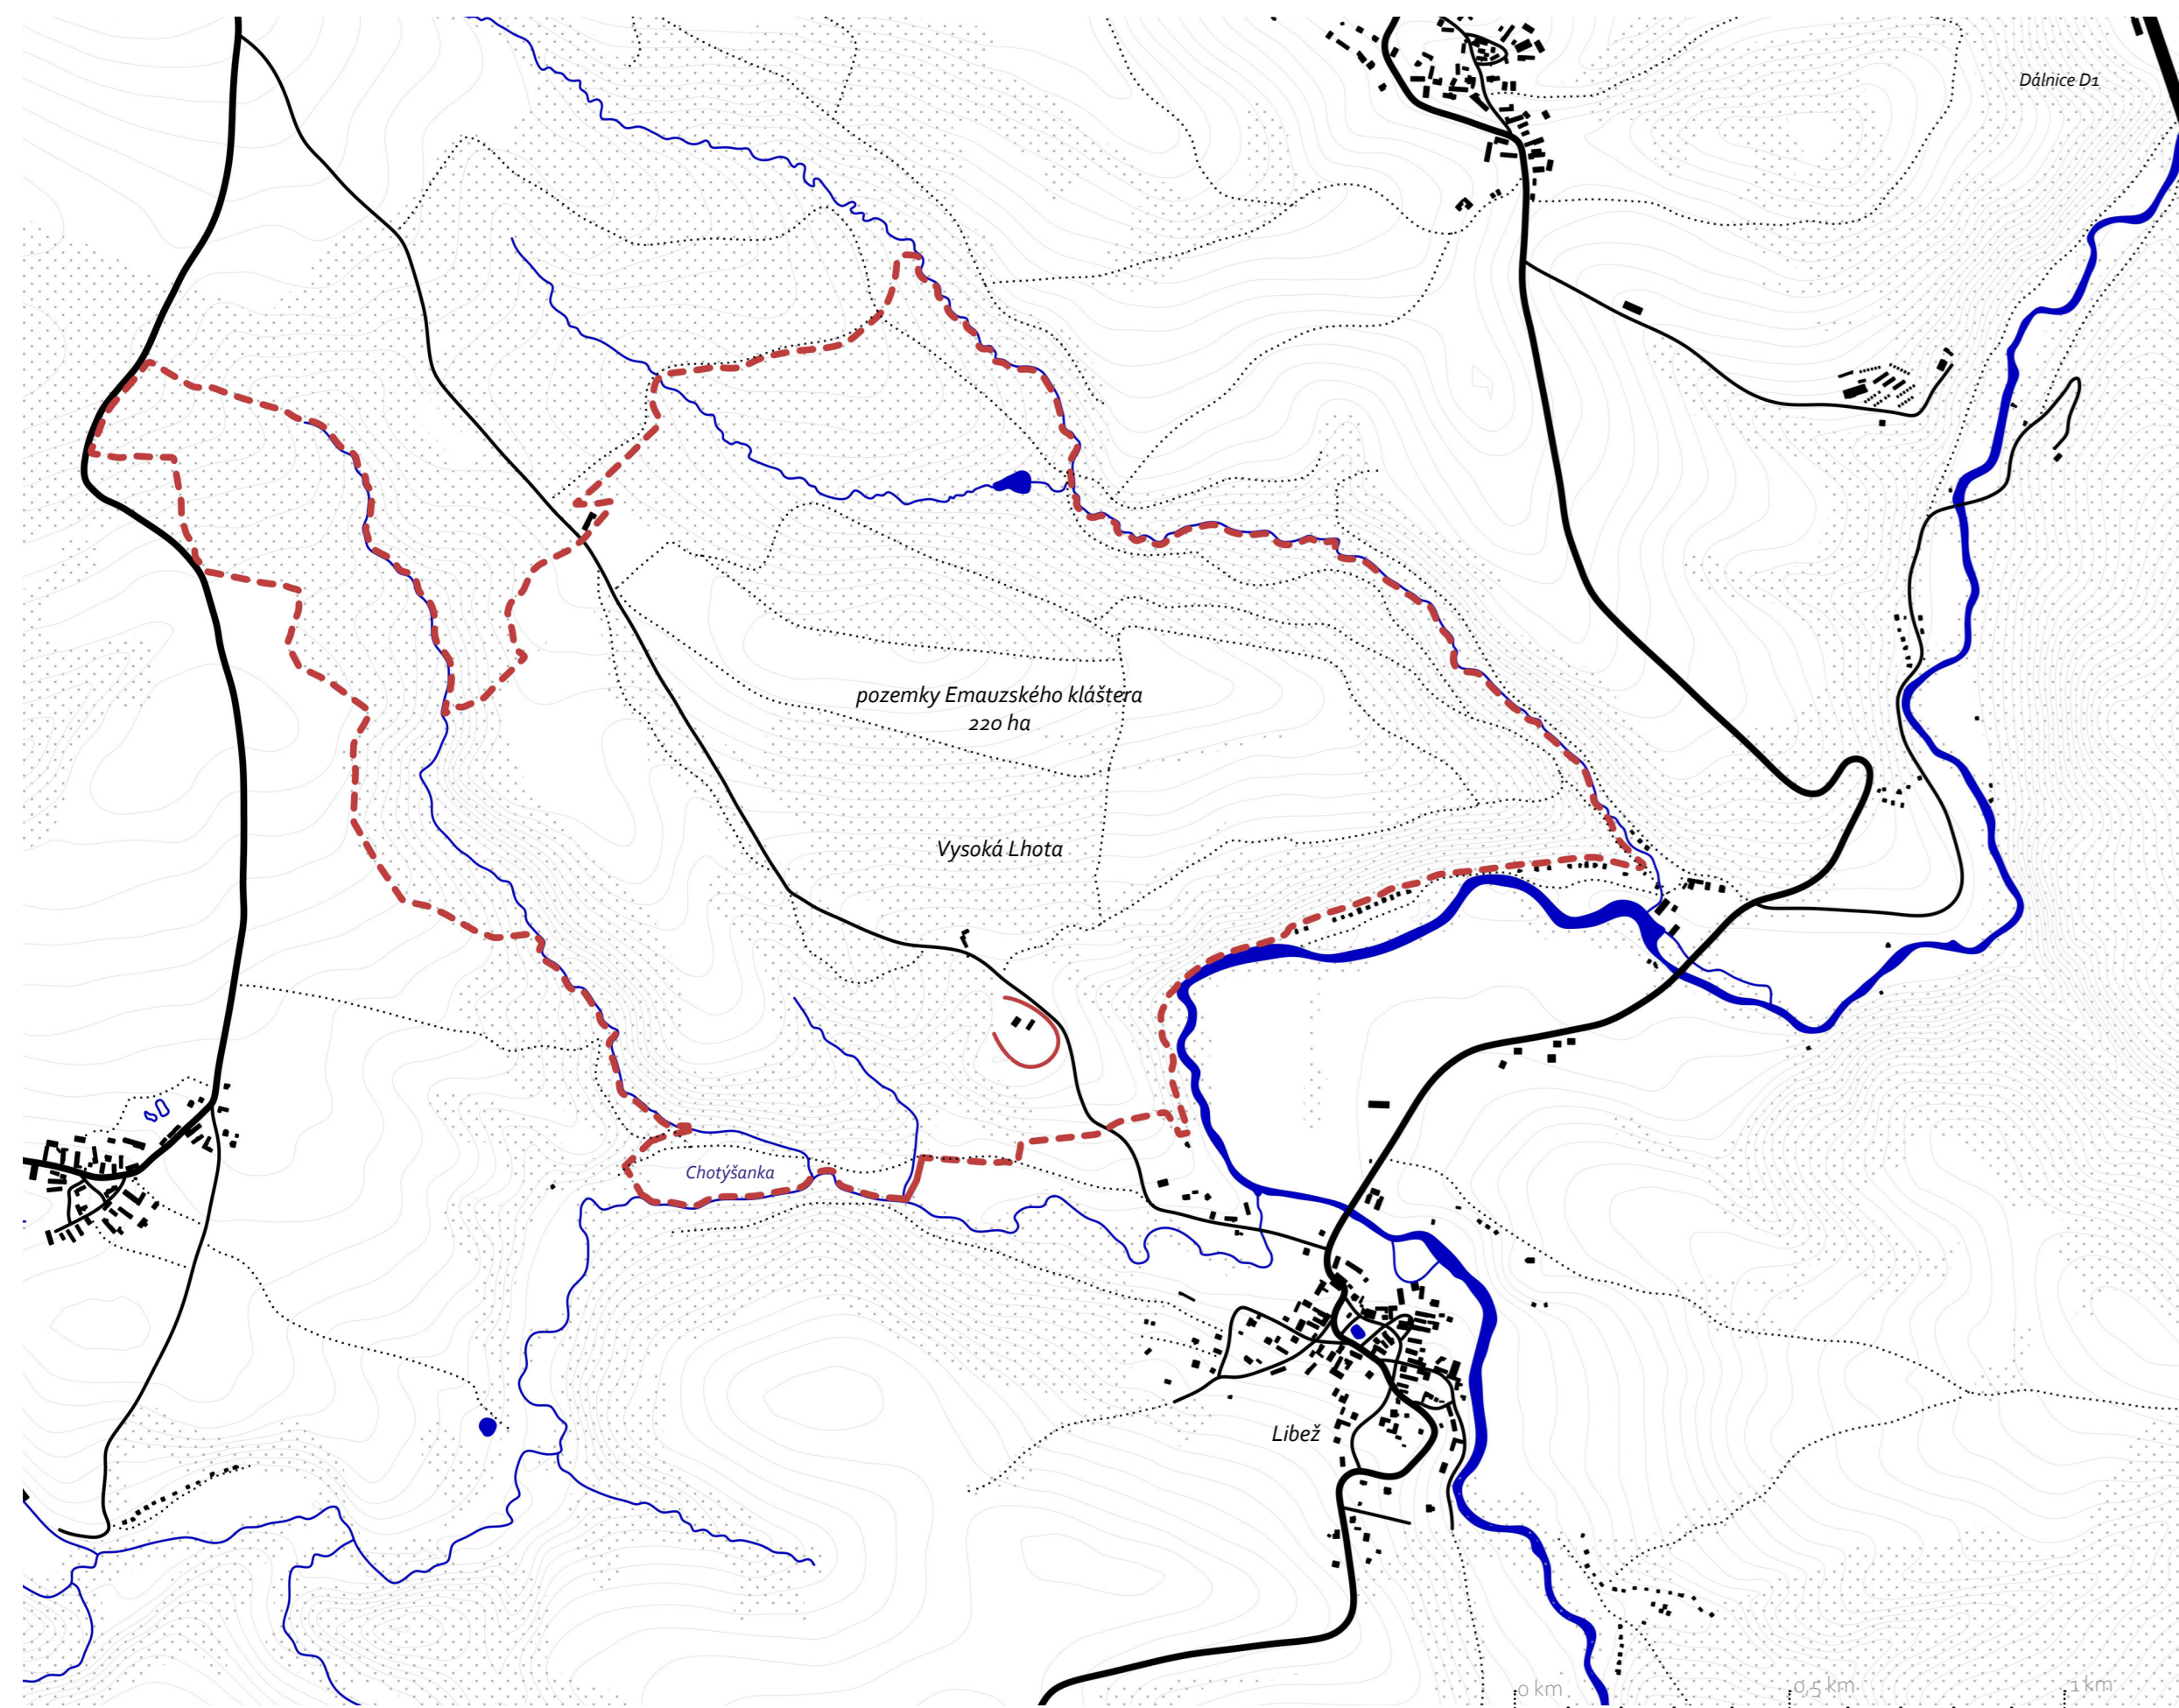 Dálnice D1
pozemky Emauzského kláštera
220 ha
Vysoká Lhota
Chotýšanka
Libež
0 km
0,5 km
1 km